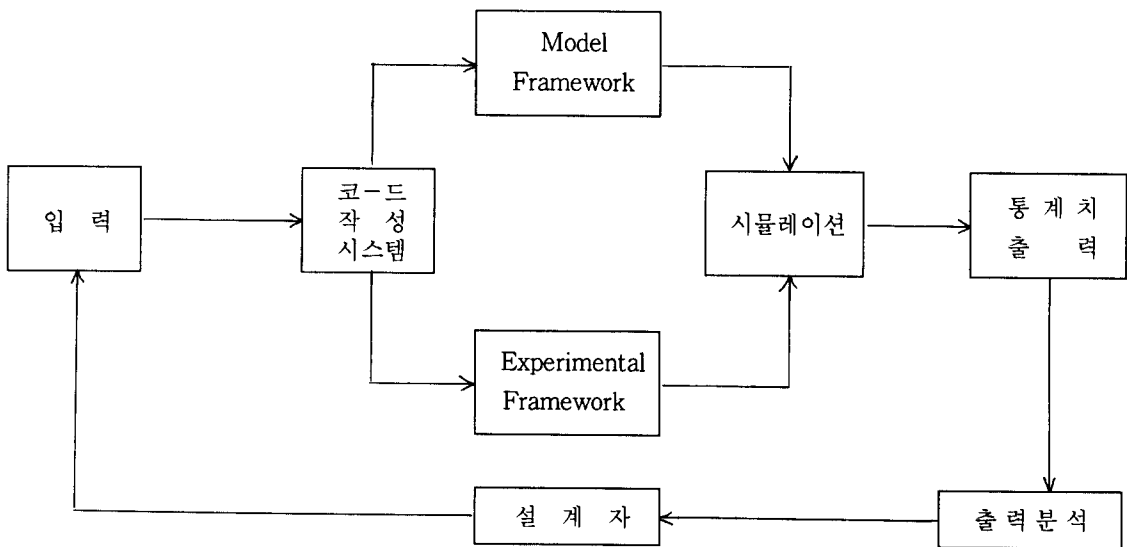 Model
Framework
입 력
코-드
작 성
시스템
시뮬레이션
통 계 치
출 력
Experimental
Framework
설 계 자
출 력 분 석